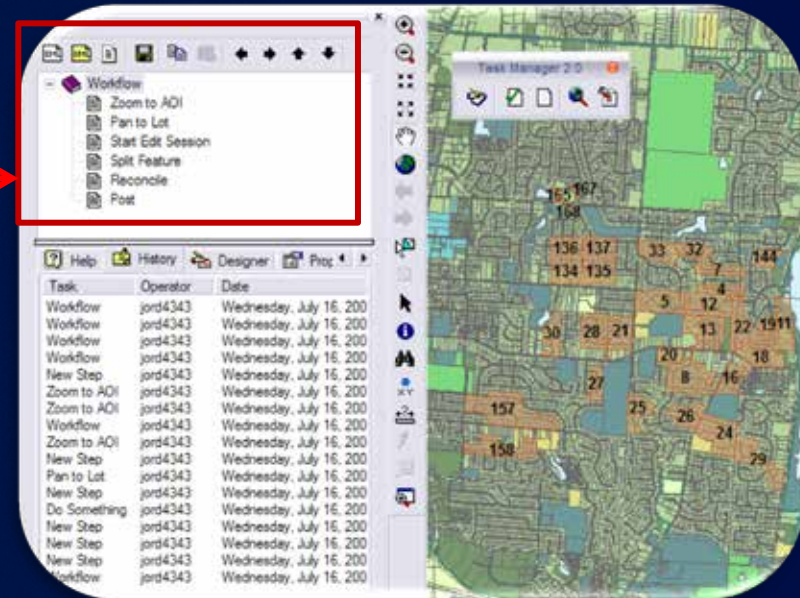 Workflow
Zoom to AOI
Pan to Lot
Start Edit Session
Split Feature
Reconcile
Post
Help History Designer Prop
Task Operator Date
Workflow jord4343 Wednesday, July 16, 200
Workflow jord4343 Wednesday, July 16, 200
Workflow jord4343 Wednesday, July 16, 200
Workflow jord4343 Wednesday, July 16, 200
New Step jord4343 Wednesday, July 16, 200
Zoom to AOI jord4343 Wednesday, July 16, 200
Zoom to AOI jord4343 Wednesday, July 16, 200
Workflow jord4343 Wednesday, July 16, 200
Zoom to AOI jord4343 Wednesday, July 16, 200
New Step jord4343 Wednesday, July 16, 200
Pan to Lot jord4343 Wednesday, July 16, 200
New Step jord4343 Wednesday, July 16, 200
Do Something jord4343 Wednesday, July 16, 200
New Step jord4343 Wednesday, July 16, 200
New Step jord4343 Wednesday, July 16, 200
New Step jord4343 Wednesday, July 16, 200
Workflow jord4343 Wednesday, July 16, 200
Task Manager 2.0
165 167
168
136 137 33 32 144
134 135 7
4
5 12
30 28 21 13 22 19 11
20 18
27 8 16
157 25 26
24
158 29